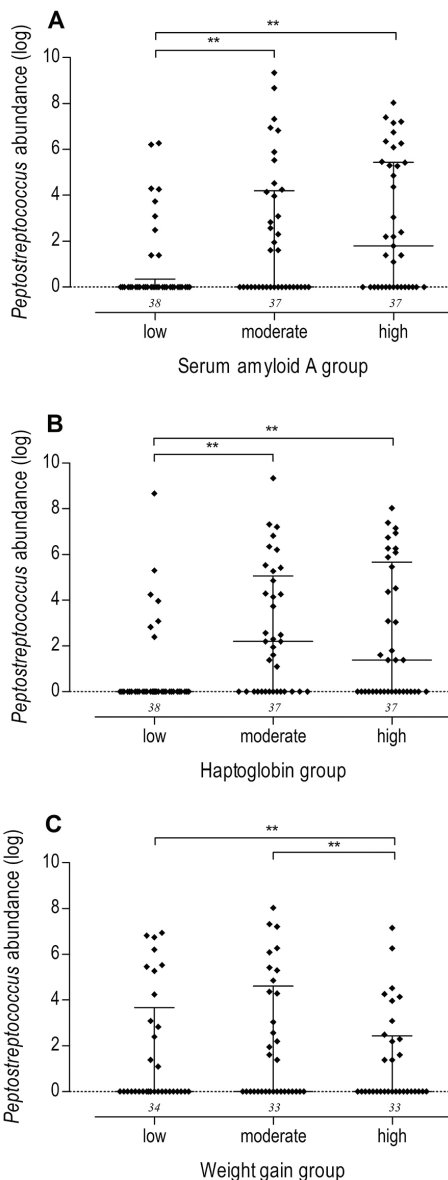 A
**
**
Peptostreptococcus abundance (log)
10
8
6
4
2
0
38 37 37
low moderate high
Serum amyloid A group
B
**
**
Peptostreptococcus abundance (log)
10
8
6
4
2
0
38 37 37
low moderate high
Haptoglobin group
C
**
**
Peptostreptococcus abundance (log)
10
8
6
4
2
0
34 33 33
low moderate high
Weight gain group